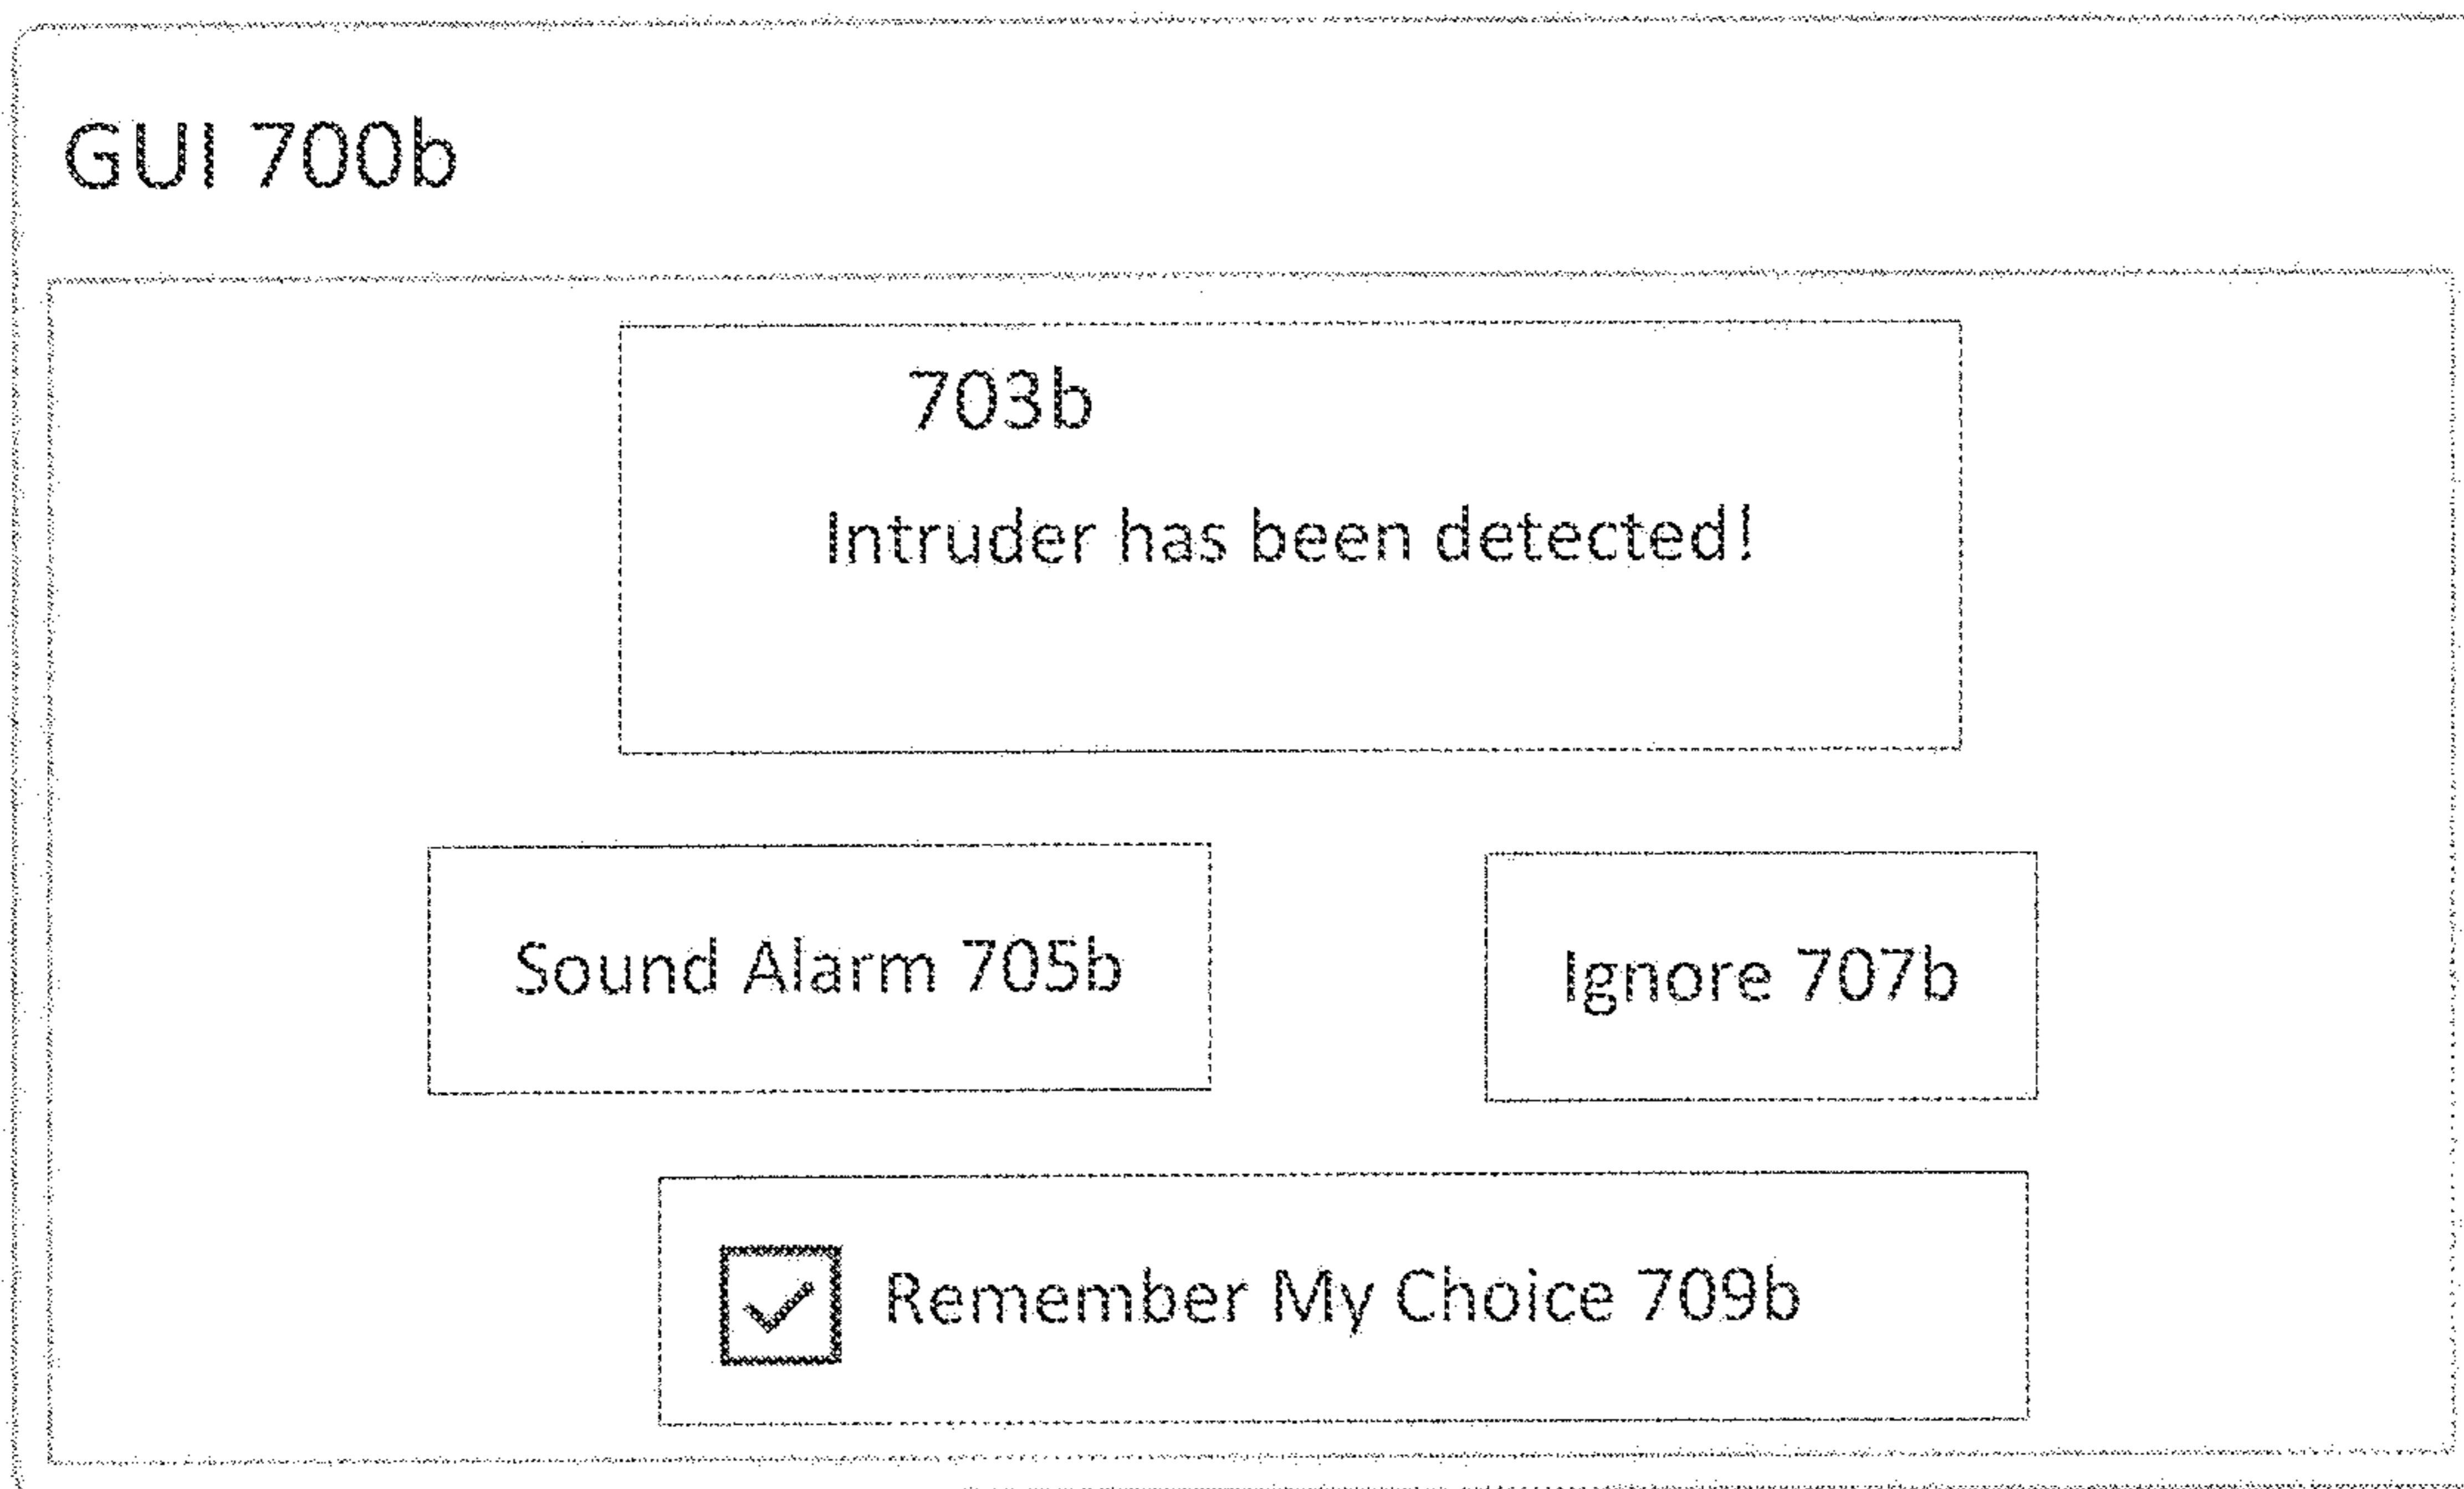 GUI 700b
703b
Intruder has been detected!
Sound Alarm 705b
Ignore 707b
Remember My Choice 709b